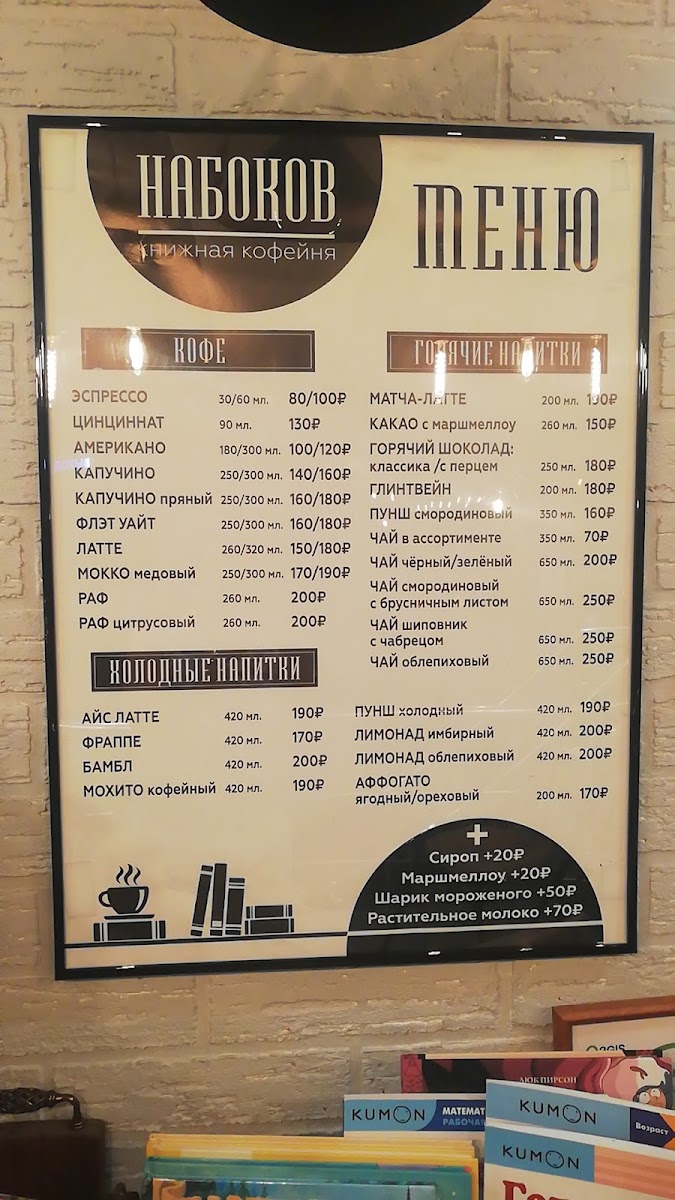 НАБОКОВ
книжная кофейня
МЕНЮ
КОФЕ
ЭСПРЕССО 30/60 мл. 80/100₽
ЦИНЦИННАТ 90 мл. 130₽
АМЕРИКАНО 180/300 мл. 100/120₽
КАПУЧИНО 250/300 мл. 140/160₽
КАПУЧИНО пряный 250/300 мл. 160/180₽
ФЛЭТ УАЙТ 250/300 мл. 160/180₽
ЛАТТЕ 260/320 мл. 150/180₽
МОККО медовый 250/300 мл. 170/190₽
РАФ 260 мл. 200₽
РАФ цитрусовый 260 мл. 200₽
ГОРЯЧИЕ НАПИТКИ
МАТЧА-ЛАТТЕ 200 мл.
КАКАО с маршмеллоу 260 мл. 150₽
ГОРЯЧИЙ ШОКОЛАД:
классика /с перцем 250 мл. 180₽
ГЛИНТВЕЙН 200 мл. 180₽
ПУНШ смородиновый 350 мл. 160₽
ЧАЙ в ассортименте 350 мл. 70₽
ЧАЙ чёрный/зелёный 650 мл. 200₽
ЧАЙ смородиновый
с брусничным листом 650 мл. 250₽
ЧАЙ шиповник
с чабрецом 650 мл. 250₽
ЧАЙ облепиховый 650 мл. 250₽
ХОЛОДНЫЕ НАПИТКИ
АЙС ЛАТТЕ 420 мл. 190₽
ФРАППЕ 420 мл. 170₽
БАМБЛ 420 мл. 200₽
МОХИТО кофейный 420 мл. 190₽
ПУНШ холодный 420 мл. 190₽
ЛИМОНАД имбирный 420 мл. 200₽
ЛИМОНАД облепиховый 420 мл. 200₽
АФФОГАТО
ягодный/ореховый 200 мл. 170₽
+
Сироп +20₽
Маршмеллоу +20₽
Шарик мороженого +50₽
Растительное молоко +70₽
2GIS
ЛЮК ПИРСОН
KUMON
МАТЕМАТ
РАБОЧАЯ
KUMON
Возраст
KUMON